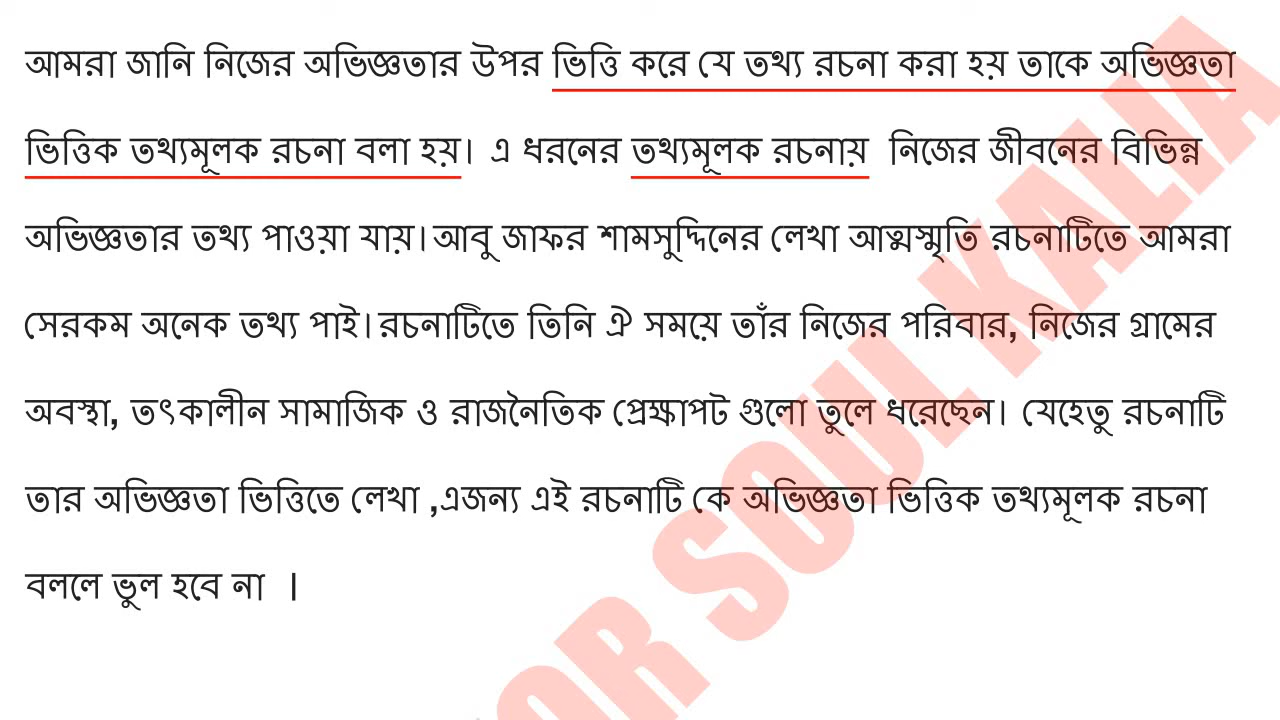 আমরা জানি নিজের অভিজ্ঞতার উপর ভিত্তি করে যে তথ্য রচনা করা হয় তাকে অভিজ্ঞতা
ভিত্তিক তথ্যমূলক রচনা বলা হয়। এ ধরনের তথ্যমূলক রচনায় নিজের জীবনের বিভিন্ন
অভিজ্ঞতার তথ্য পাওয়া যায়।আবু জাফর শামসুদ্দিনের লেখা আত্মস্মৃতি রচনাটিতে আমরা
সেরকম অনেক তথ্য পাই।রচনাটিতে তিনি ঐ সময়ে তাঁর নিজের পরিবার, নিজের গ্রামের
অবস্থা, তৎকালীন সামাজিক ও রাজনৈতিক প্রেক্ষাপট গুলো তুলে ধরেছেন। যেহেতু রচনাটি
তার অভিজ্ঞতা ভিত্তিতে লেখা ,এজন্য এই রচনাটি কে অভিজ্ঞতা ভিত্তিক তথ্যমূলক রচনা
বললে ভুল হবে না ।
OR SOUL KALIA